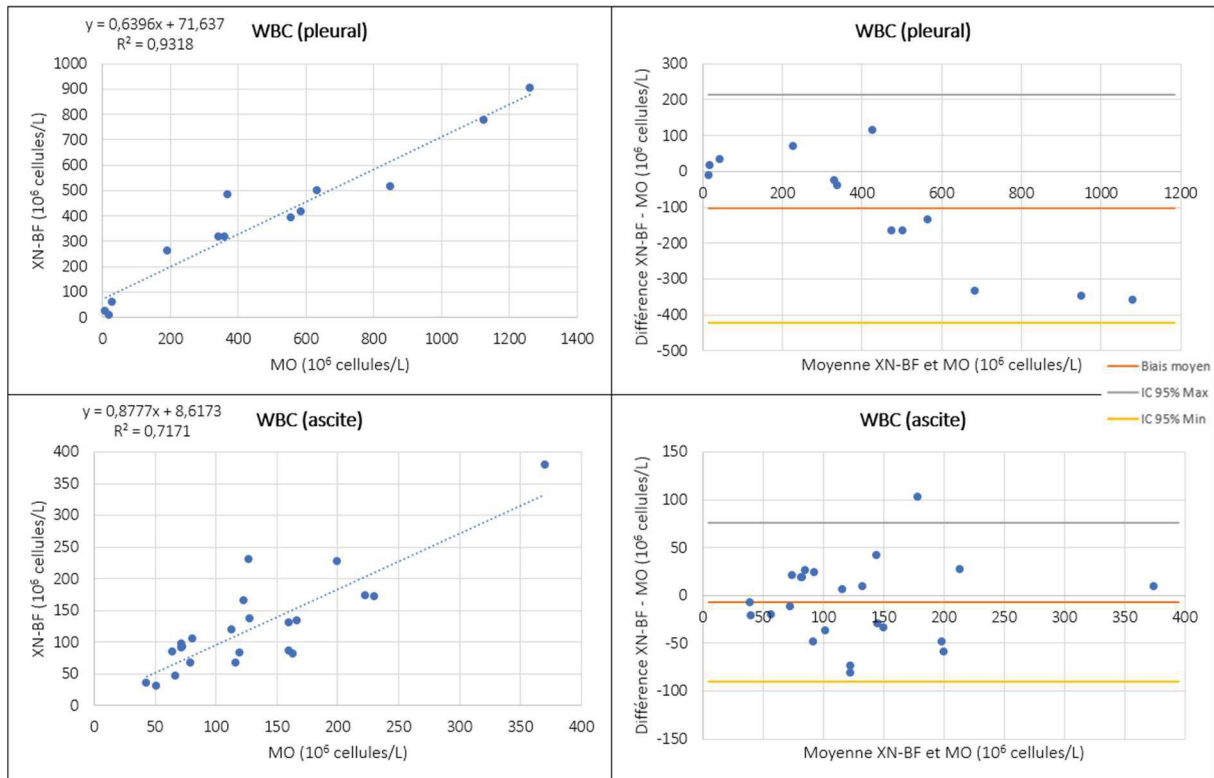 y = 0,6396x + 71,637
R² = 0,9318
WBC (pleural)
1000
900
800
700
600
500
400
300
200
100
0
0 200 400 600 800 1000 1200 1400
XN-BF (10⁶ cellules/L)
MO (10⁶ cellules/L)
WBC (pleural)
300
200
100
0
-100
-200
-300
-400
-500
0 200 400 600 800 1000 1200
Différence XN-BF - MO (10⁶ cellules/L)
Moyenne XN-BF et MO (10⁶ cellules/L)
Biais moyen
IC 95% Max
IC 95% Min
y = 0,8777x + 8,6173
R² = 0,7171
WBC (ascite)
400
350
300
250
200
150
100
50
0
0 50 100 150 200 250 300 350 400
XN-BF (10⁶ cellules/L)
MO (10⁶ cellules/L)
WBC (ascite)
150
100
50
0
-50
-100
-150
0 50 100 150 200 250 300 350 400
Différence XN-BF - MO (10⁶ cellules/L)
Moyenne XN-BF et MO (10⁶ cellules/L)